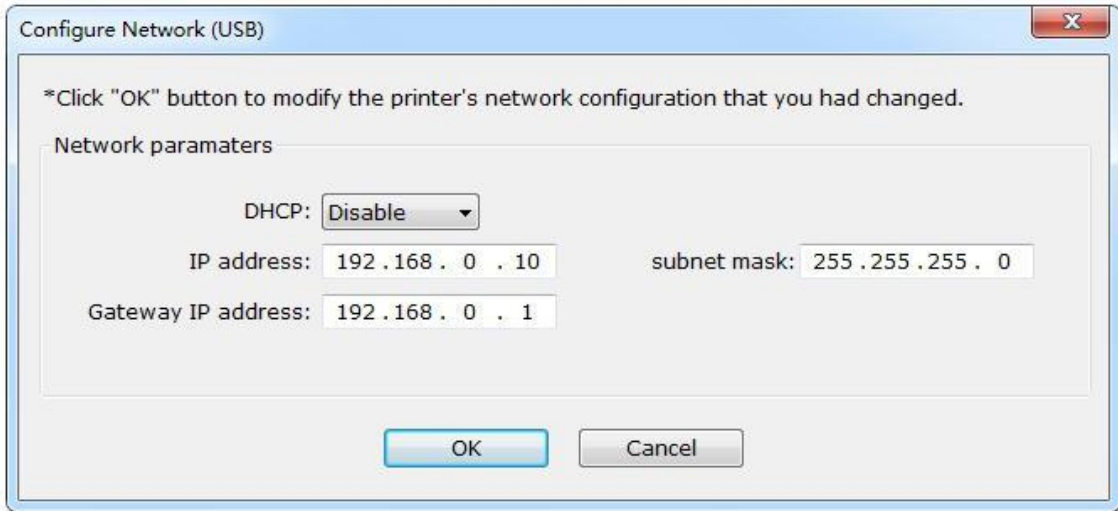 Configure Network (USB)
*Click "OK" button to modify the printer's network configuration that you had changed.
Network paramaters
DHCP: Disable
IP address: 192.168. 0 . 10 subnet mask: 255.255.255. 0
Gateway IP address: 192.168. 0 . 1
OK Cancel